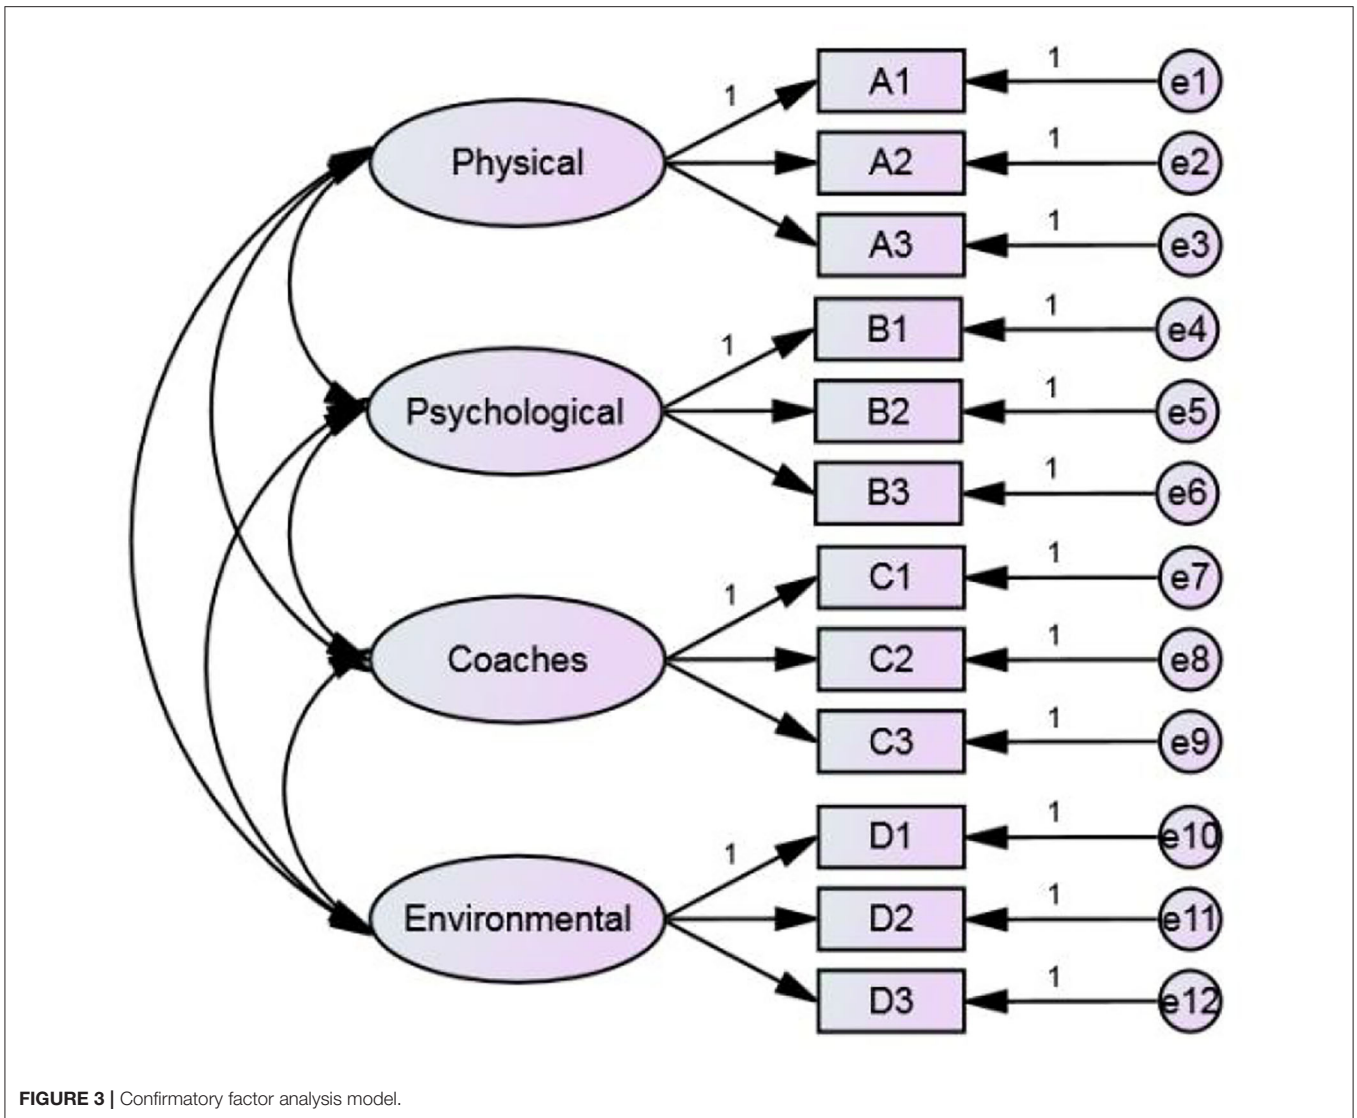 1
A1
1
e1
Physical
A2
1
e2
A3
1
e3
1
B1
1
e4
Psychological
B2
1
e5
B3
1
e6
1
C1
1
e7
Coaches
C2
1
e8
C3
1
e9
1
D1
1
e10
Environmental
D2
1
e11
D3
1
e12
FIGURE 3 | Confirmatory factor analysis model.